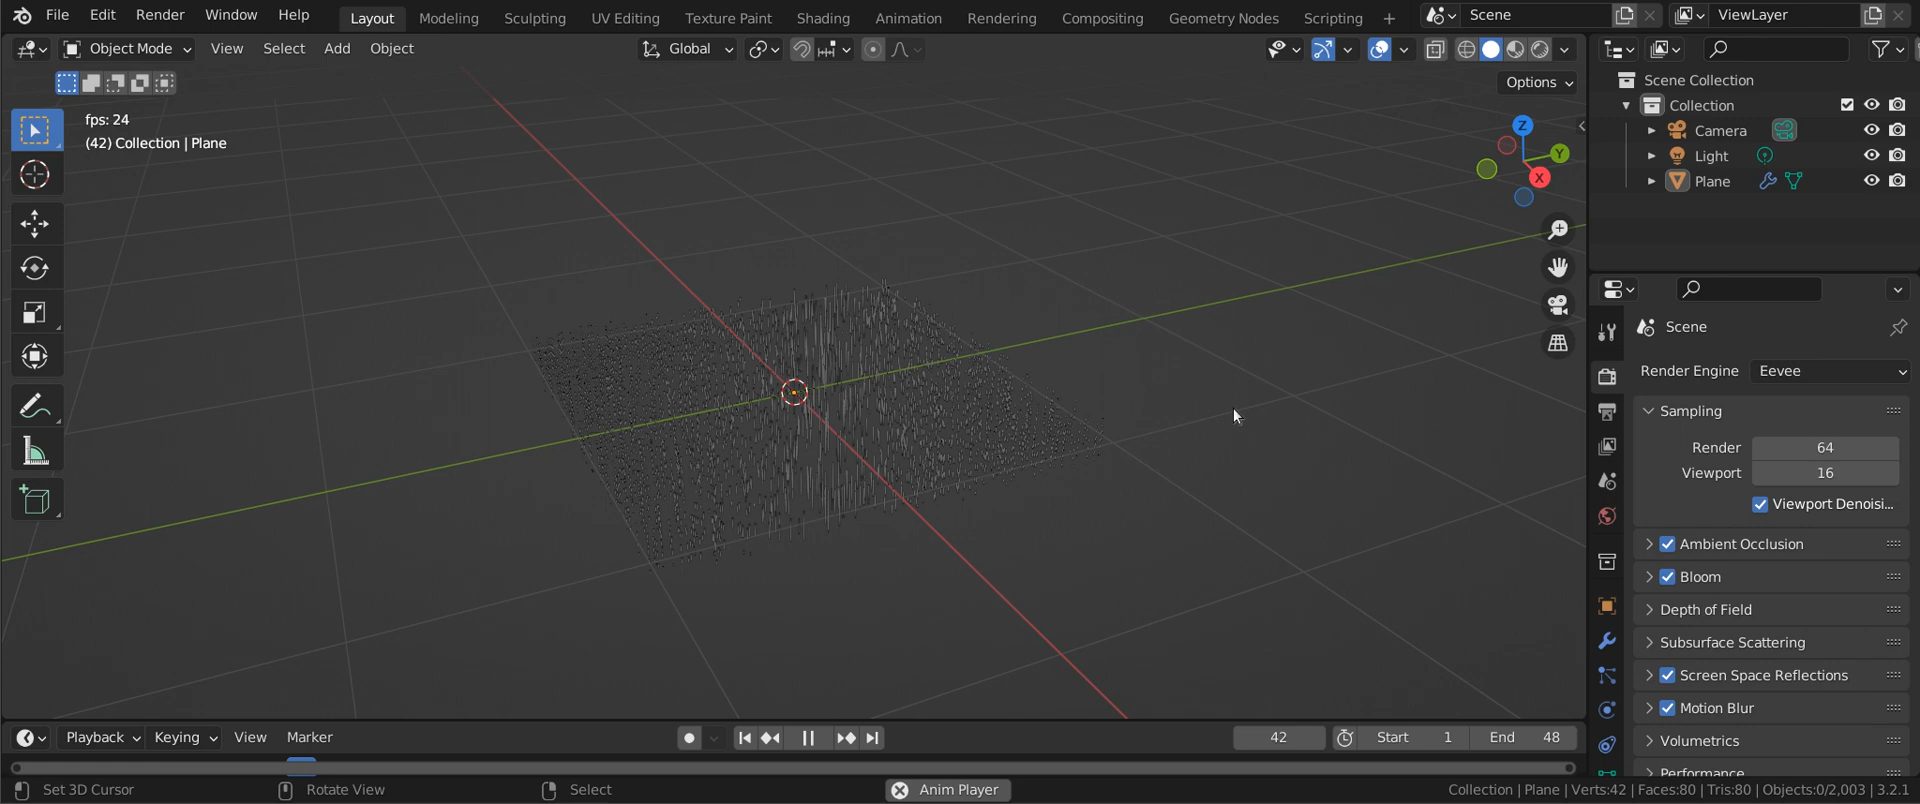 File Edit Render Window Help Layout Modeling Sculpting UV Editing Texture Paint Shading Animation Rendering Compositing Geometry Nodes Scripting + Scene ViewLayer
Object Mode View Select Add Object Global
Options
fps: 24
(42) Collection | Plane
Z
Y
X
Scene Collection
Collection
Camera
Light
Plane
Scene
Render Engine Eevee
Sampling
Render 64
Viewport 16
Viewport Denoisi...
Ambient Occlusion
Bloom
Depth of Field
Subsurface Scattering
Screen Space Reflections
Motion Blur
Volumetrics
Performance
Playback Keying View Marker 42 Start 1 End 48
Set 3D Cursor Rotate View Select Anim Player Collection | Plane | Verts:42 | Faces:80 | Tris:80 | Objects:0/2,003 | 3.2.1